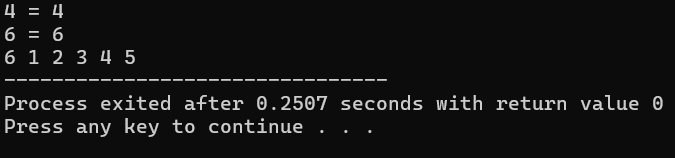 4 = 4
6 = 6
6 1 2 3 4 5
--------------------------------
Process exited after 0.2507 seconds with return value 0
Press any key to continue . . .